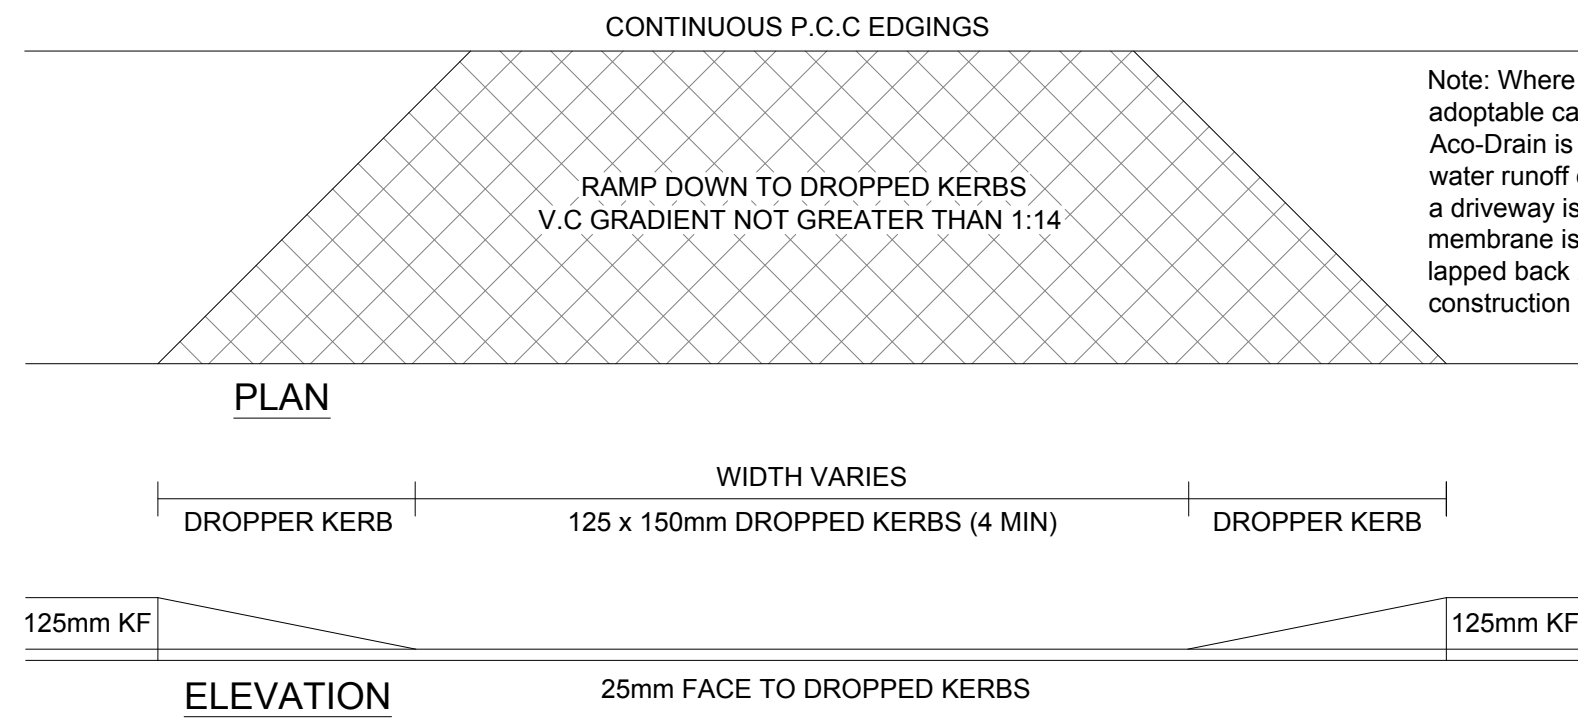 CONTINUOUS P.C.C EDGINGS
Note: Where
adoptable ca
Aco-Drain is
water runoff
a driveway is
membrane is
lapped back
construction
RAMP DOWN TO DROPPED KERBS
V.C GRADIENT NOT GREATER THAN 1:14
PLAN
WIDTH VARIES
DROPPER KERB
125 x 150mm DROPPED KERBS (4 MIN)
DROPPER KERB
125mm KF
125mm KF
ELEVATION
25mm FACE TO DROPPED KERBS